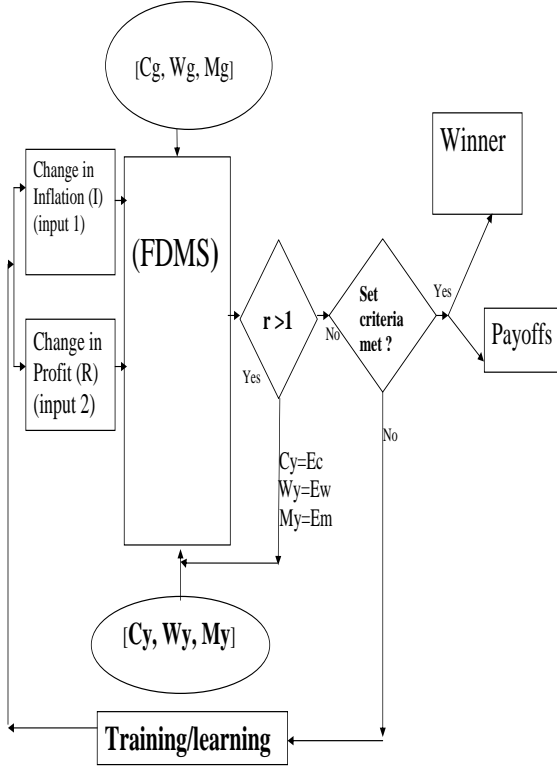 [Cg, Wg, Mg]
Winner
Change in
Inflation (I)
(input 1)
(FDMS)
Set
criteria
met ?
Yes
r >1
No
Payoffs
Change in
Profit (R)
(input 2)
Yes
No
Cy=Ec
Wy=Ew
My=Em
[Cy, Wy, My]
Training/learning